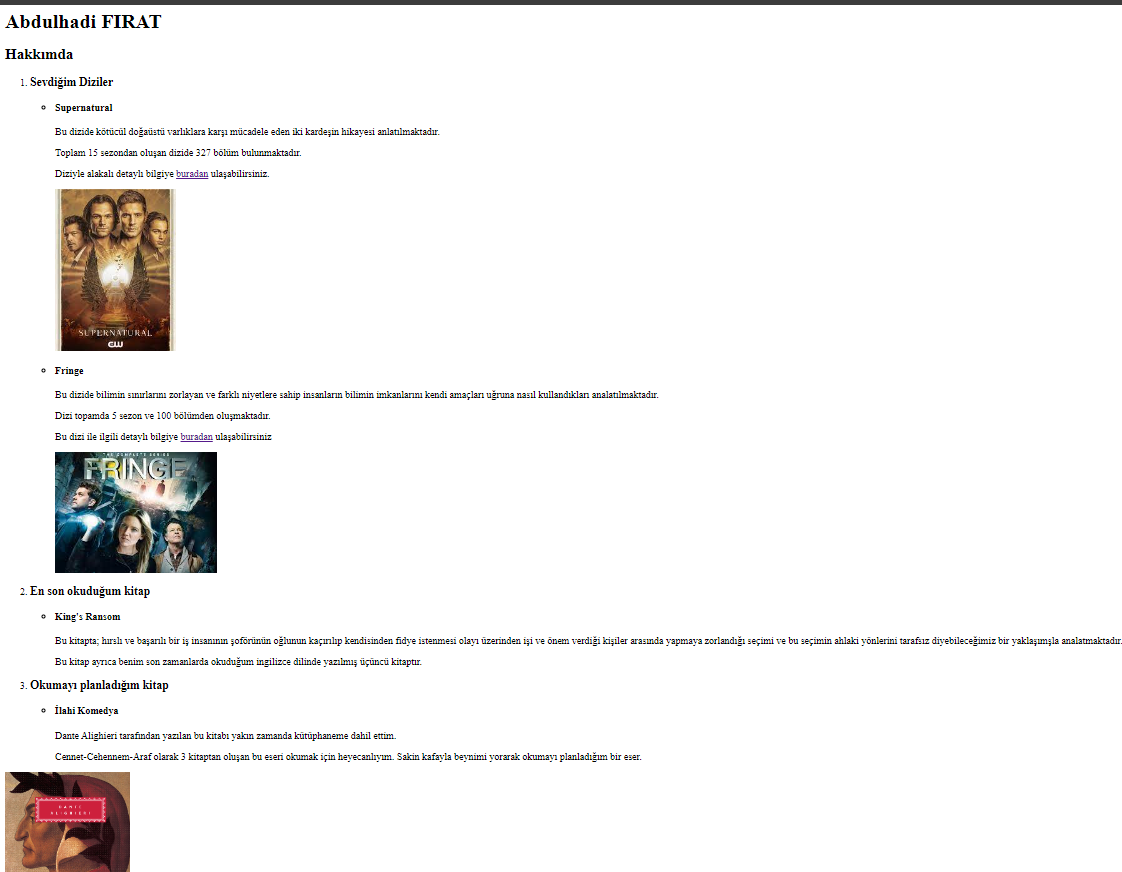 Abdulhadi FIRAT
Hakkımda
1. Sevdiğim Diziler
Supernatural
Bu dizide kötücül doğaüstü varlıklara karşı mücadele eden iki kardeşin hikayesi anlatılmaktadır.
Toplam 15 sezondan oluşan dizide 327 bölüm bulunmaktadır.
Diziyle alakalı detaylı bilgiye buradan ulaşabilirsiniz.
SUPERNATURAL
CW
Fringe
Bu dizide bilimin sınırlarını zorlayan ve farklı niyetlere sahip insanların bilimin imkanlarını kendi amaçları uğruna nasıl kullandıkları analatılmaktadır.
Dizi topamda 5 sezon ve 100 bölümden oluşmaktadır.
Bu dizi ile ilgili detaylı bilgiye buradan ulaşabilirsiniz
THE COMPLETE SERIES
FRINGE
2. En son okuduğum kitap
King's Ransom
Bu kitapta; hırslı ve başarılı bir iş insanının şoförünün oğlunun kaçırılıp kendisinden fidye istenmesi olayı üzerinden işi ve önem verdiği kişiler arasında yapmaya zorlandığı seçimi ve bu seçimin ahlaki yönlerini tarafsız diyebileceğimiz bir yaklaşımşla analatmaktadır.
Bu kitap ayrıca benim son zamanlarda okuduğum ingilizce dilinde yazılmış üçüncü kitaptır.
3. Okumayı planladığım kitap
İlahi Komedya
Dante Alighieri tarafından yazılan bu kitabı yakın zamanda kütüphaneme dahil ettim.
Cennet-Cehennem-Araf olarak 3 kitaptan oluşan bu eseri okumak için heyecanlıyım. Sakin kafayla beynimi yorarak okumayı planladığım bir eser.
DANTE
ALIGHIERI